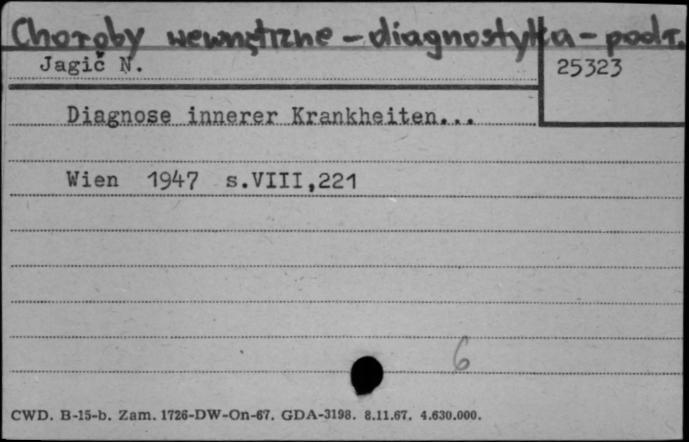 Choroby wewnętrzne - diagnostyka - podr.
Jagić N.
25323
Diagnose innerer Krankheiten...
Wien 1947 s.VIII,221
6
CWD. B-15-b. Zam. 1726-DW-On-67. GDA-3198. 8.11.67. 4.630.000.